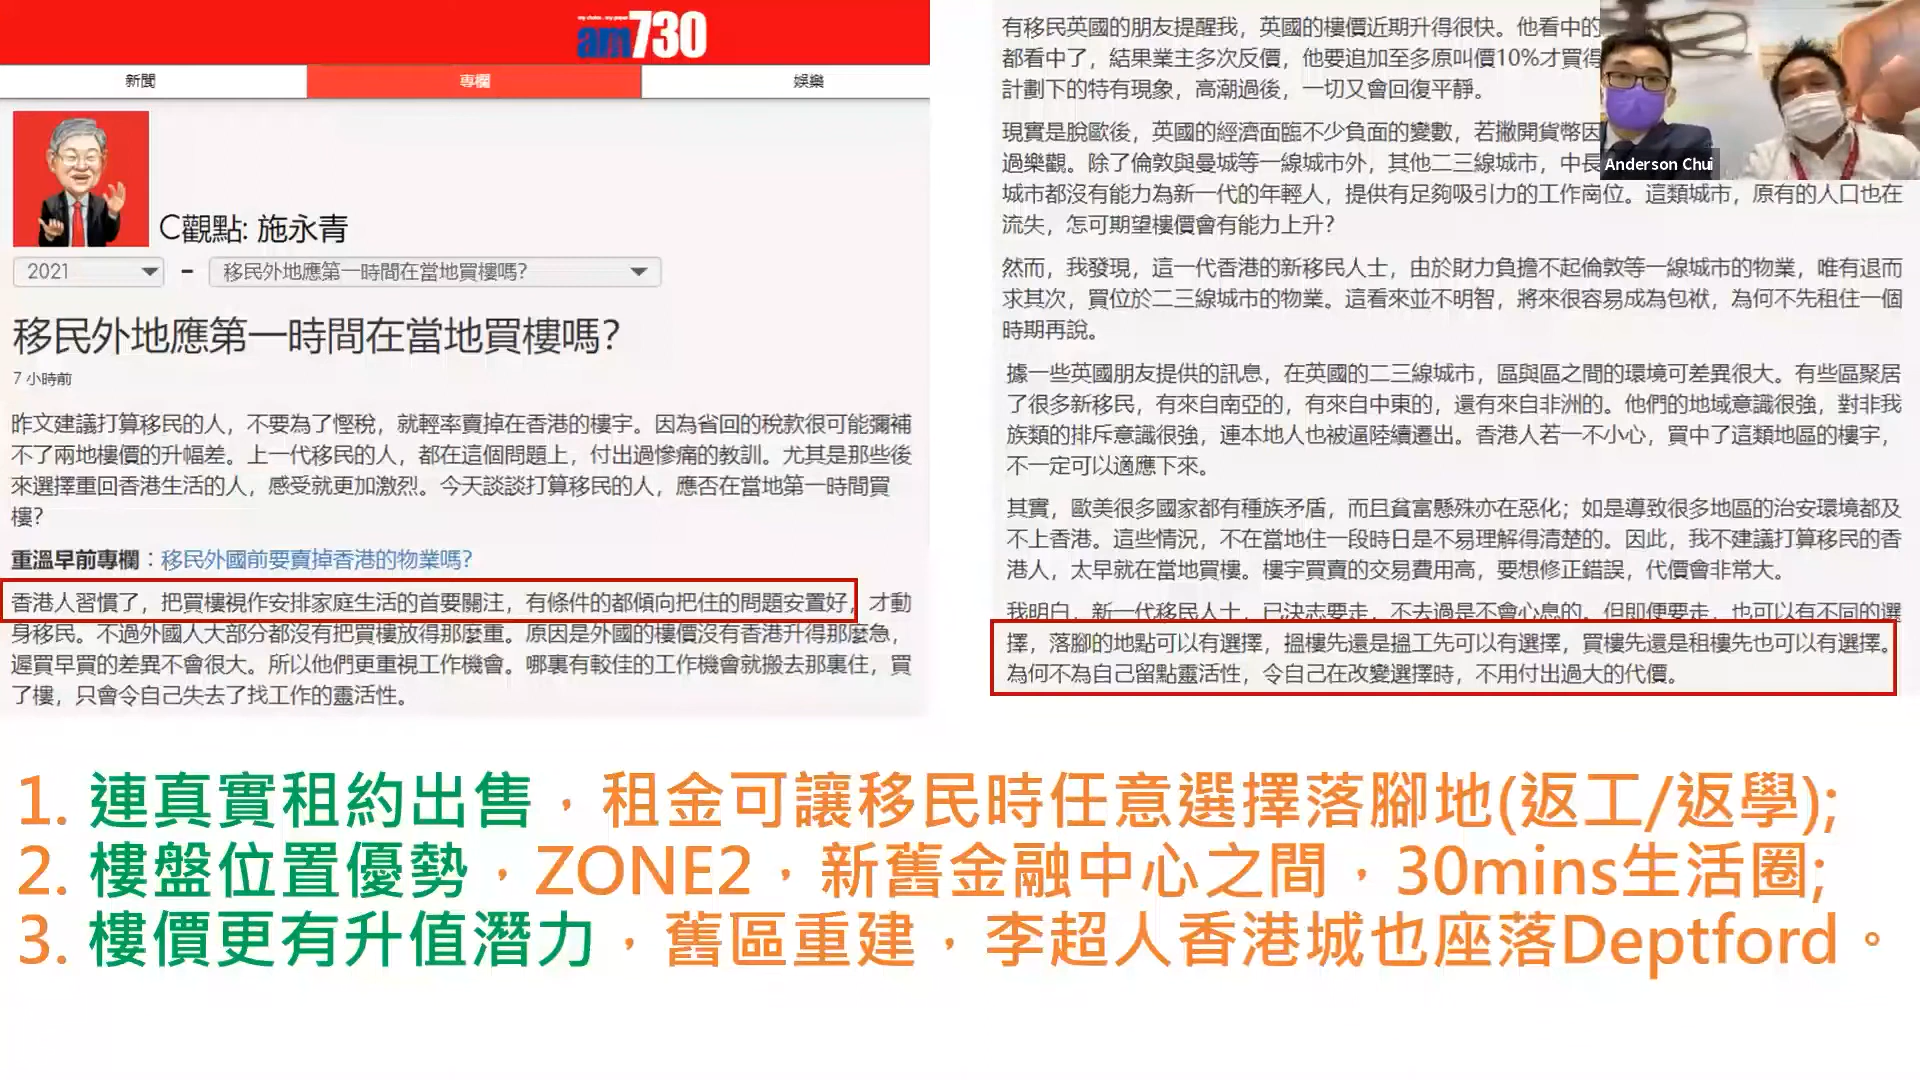 my choice . my paper
am730
新聞
專欄
娛樂
C觀點: 施永青
2021
-
移民外地應第一時間在當地買樓嗎?
移民外地應第一時間在當地買樓嗎?
7 小時前
昨文建議打算移民的人，不要為了慳稅，就輕率賣掉在香港的樓宇。因為省回的稅款很可能彌補
不了兩地樓價的升幅差。上一代移民的人，都在這個問題上，付出過慘痛的教訓。尤其是那些後
來選擇重回香港生活的人，感受就更加激烈。今天談談打算移民的人，應否在當地第一時間買
樓?
重溫早前專欄：移民外國前要賣掉香港的物業嗎?
香港人習慣了，把買樓視作安排家庭生活的首要關注，有條件的都傾向把住的問題安置好，才動
身移民。不過外國人大部分都沒有把買樓放得那麼重。原因是外國的樓價沒有香港升得那麼急，
遲買早買的差異不會很大。所以他們更重視工作機會。哪裏有較佳的工作機會就搬去那裏住，買
了樓，只會令自己失去了找工作的靈活性。
有移民英國的朋友提醒我，英國的樓價近期升得很快。他看中的
都看中了，結果業主多次反價，他要追加至多原叫價10%才買得
計劃下的特有現象，高潮過後，一切又會回復平靜。
現實是脫歐後，英國的經濟面臨不少負面的變數，若撇開貨幣因
過樂觀。除了倫敦與曼城等一線城市外，其他二三線城市，中長
城市都沒有能力為新一代的年輕人，提供有足夠吸引力的工作崗位。這類城市，原有的人口也在
流失，怎可期望樓價會有能力上升?
然而，我發現，這一代香港的新移民人士，由於財力負擔不起倫敦等一線城市的物業，唯有退而
求其次，買位於二三線城市的物業。這看來並不明智，將來很容易成為包袱，為何不先租住一個
時期再說。
據一些英國朋友提供的訊息，在英國的二三線城市，區與區之間的環境可差異很大。有些區聚居
了很多新移民，有來自南亞的，有來自中東的，還有來自非洲的。他們的地域意識很強，對非我
族類的排斥意識很強，連本地人也被逼陸續遷出。香港人若一不小心，買中了這類地區的樓宇，
不一定可以適應下來。
其實，歐美很多國家都有種族矛盾，而且貧富懸殊亦在惡化；如是導致很多地區的治安環境都及
不上香港。這些情況，不在當地住一段時日是不易理解得清楚的。因此，我不建議打算移民的香
港人，太早就在當地買樓。樓宇買賣的交易費用高，要想修正錯誤，代價會非常大。
我明白，新一代移民人士，已決志要走，不去過是不會心息的。但即便要走，也可以有不同的選
擇，落腳的地點可以有選擇，搵樓先還是搵工先可以有選擇，買樓先還是租樓先也可以有選擇。
為何不為自己留點靈活性，令自己在改變選擇時，不用付出過大的代價。
Anderson Chui
1. 連真實租約出售，租金可讓移民時任意選擇落腳地(返工/返學);
2. 樓盤位置優勢，ZONE2，新舊金融中心之間，30mins生活圈;
3. 樓價更有升值潛力，舊區重建，李超人香港城也座落Deptford。